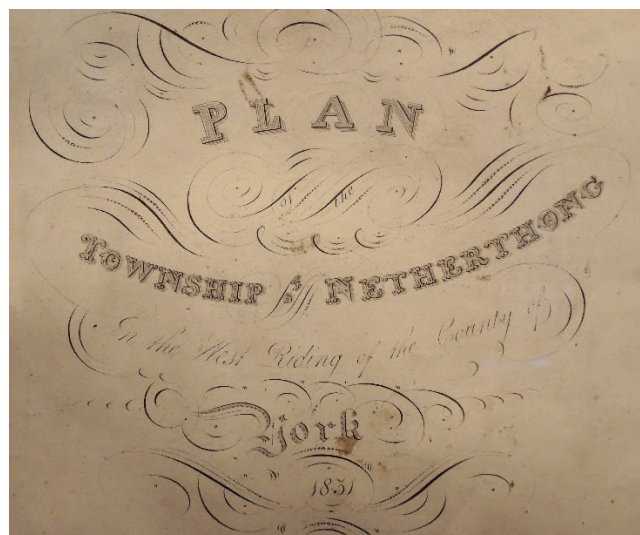 PLAN
of the
TOWNSHIP of NETHERTHONG
In the West Riding of the County of
York
1831